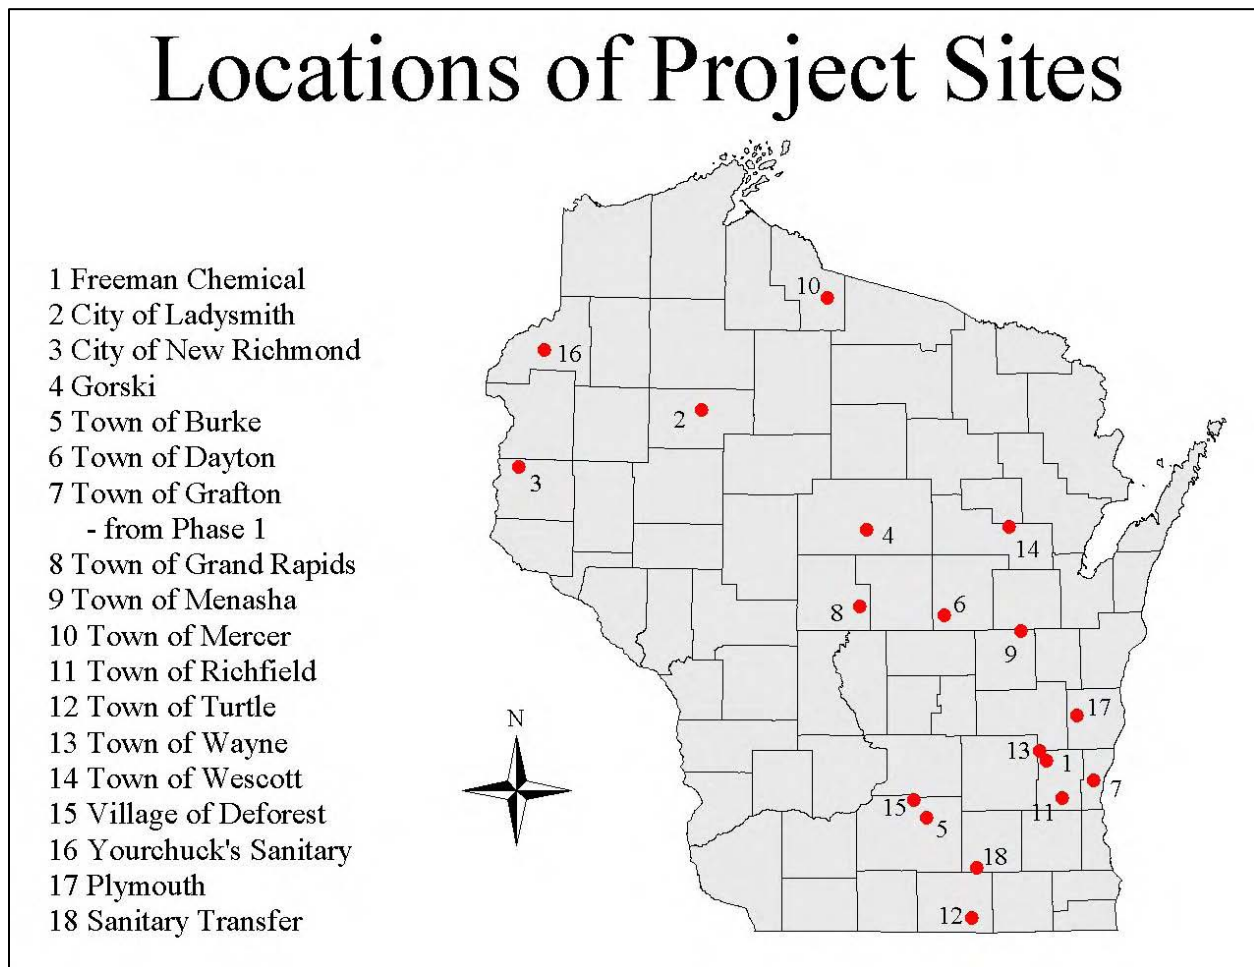 Locations of Project Sites
1 Freeman Chemical
2 City of Ladysmith
3 City of New Richmond
4 Gorski
5 Town of Burke
6 Town of Dayton
7 Town of Grafton
- from Phase 1
8 Town of Grand Rapids
9 Town of Menasha
10 Town of Mercer
11 Town of Richfield
12 Town of Turtle
13 Town of Wayne
14 Town of Wescott
15 Village of Deforest
16 Yourchuck's Sanitary
17 Plymouth
18 Sanitary Transfer
N
10
16
2
3
4
14
8
6
9
17
13
1
7
11
15
5
18
12